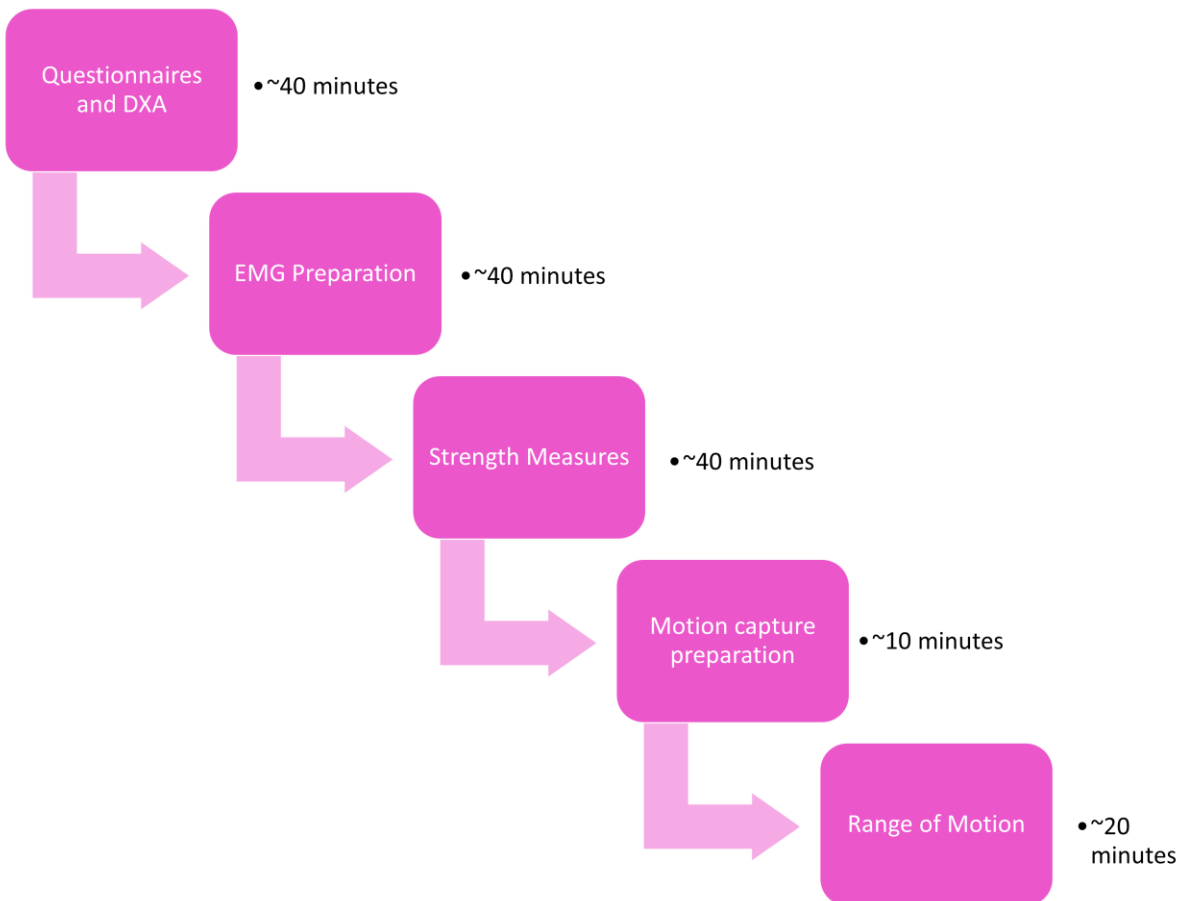 Questionnaires
and DXA
•~40 minutes
EMG Preparation
•~40 minutes
Strength Measures
•~40 minutes
Motion capture
preparation
•~10 minutes
Range of Motion
•~20
minutes